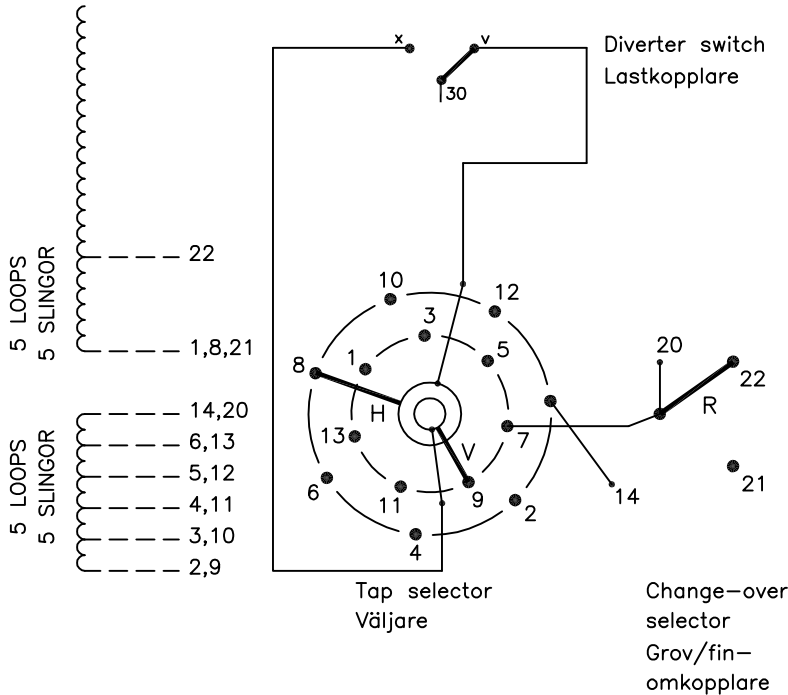 x
v
30
Diverter switch
Lastkopplare
5 LOOPS
5 SLINGOR
22
1,8,21
14,20
6,13
5,12
4,11
3,10
2,9
5 LOOPS
5 SLINGOR
10
12
3
5
8
1
H
13
V
7
6
11
9
2
4
14
20
22
R
21
Tap selector
Väljare
Change-over
selector
Grov/fin-
omkopplare